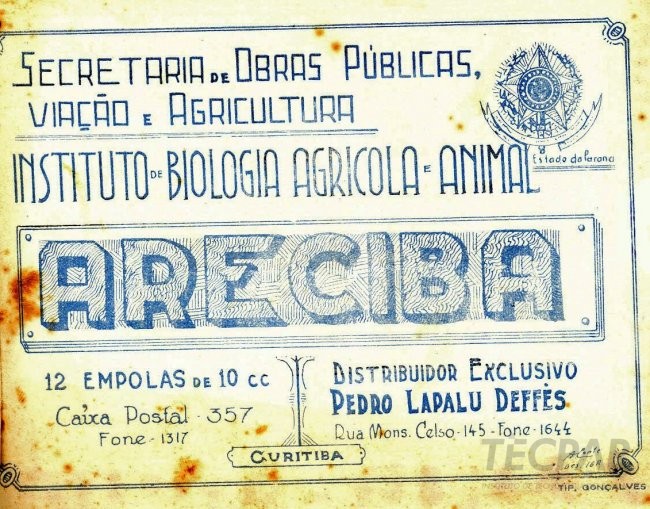 SECRETARIA DE OBRAS PÚBLICAS,
VIAÇÃO E AGRICULTURA
Estado do Parana
INSTITUTO DE BIOLOGIA AGRICOLA E ANIMAL
ARECIBA
12 EMPOLAS DE 10 CC
Caixa Postal - 357
Fone - 1317
DISTRIBUIDOR EXCLUSIVO
PEDRO LAPALU DEFFÈS
Rua Mons. Celso - 145 - Fone - 1644
CURITIBA
TECPAR
TIP. GONÇALVES